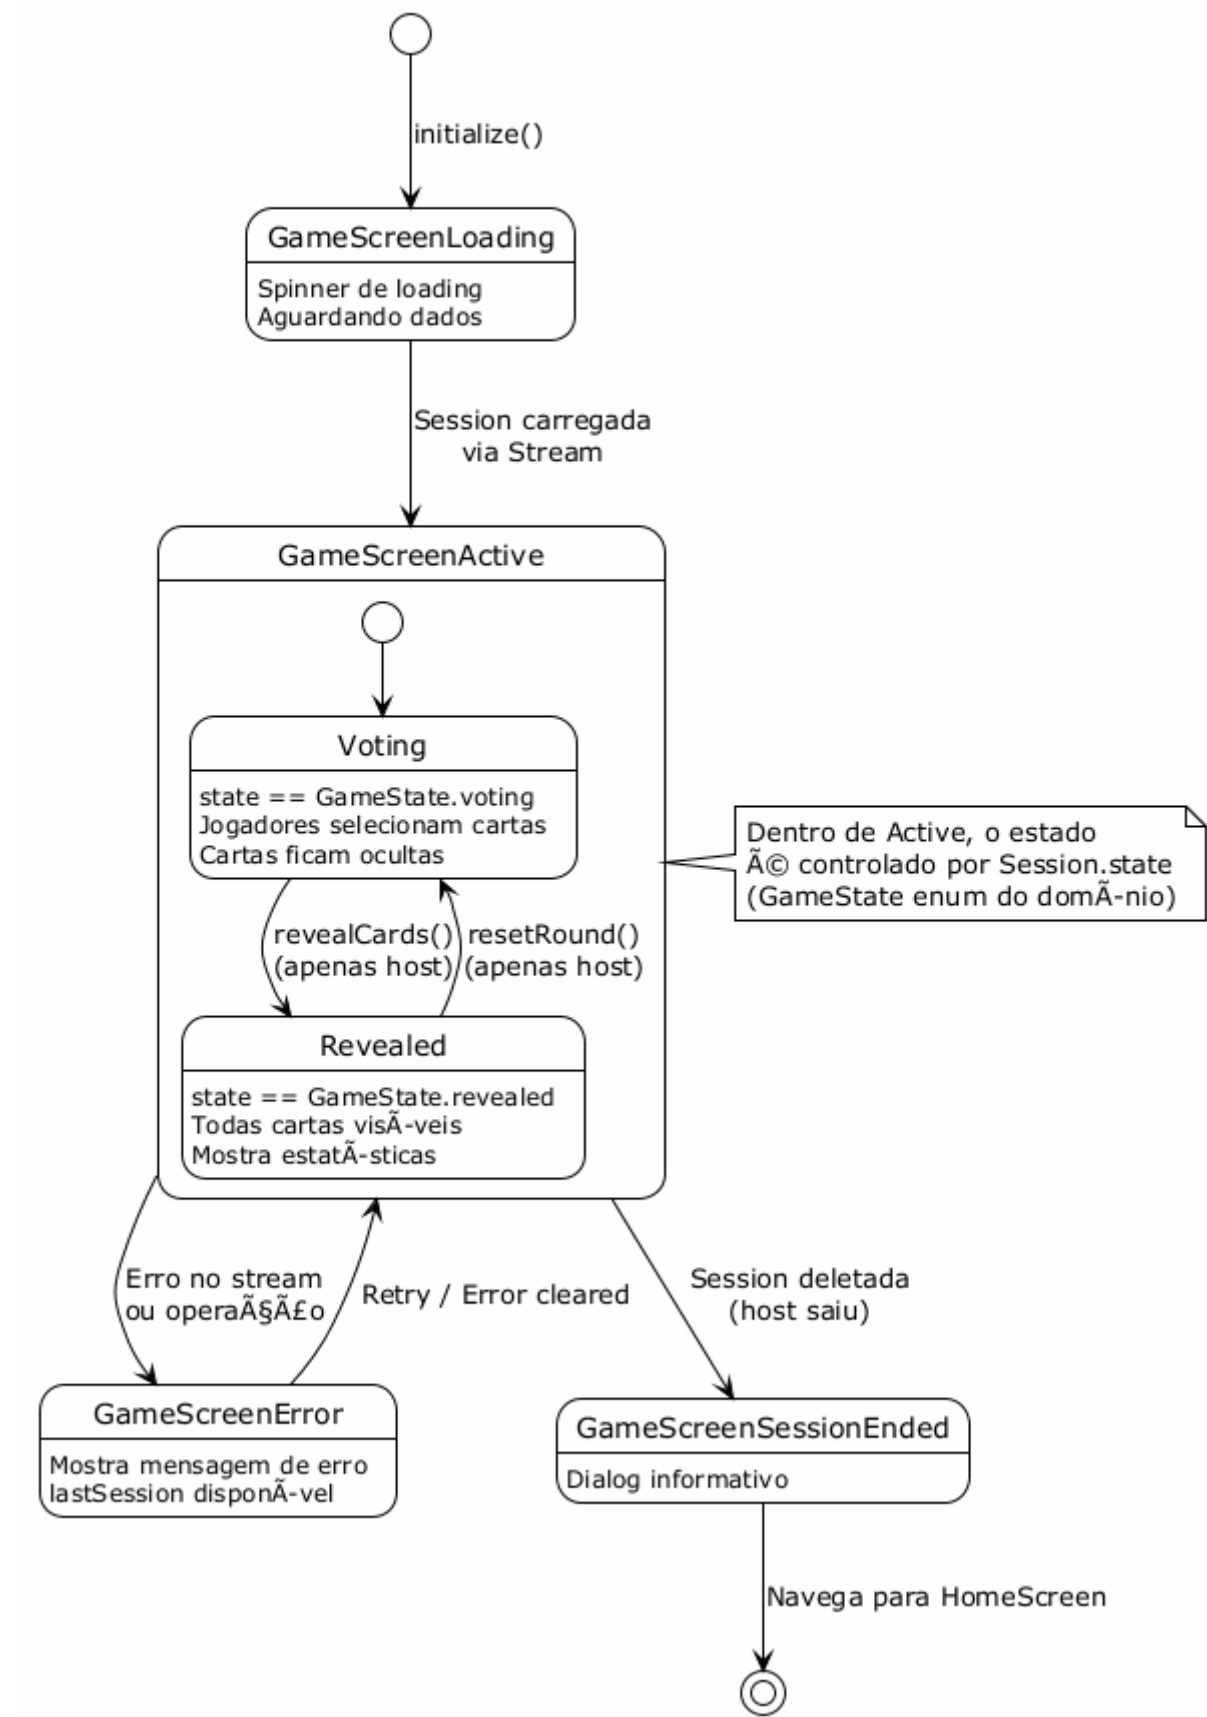 initialize()
GameScreenLoading
Spinner de loading
Aguardando dados
Session carregada
via Stream
GameScreenActive
Voting
state == GameState.voting
Jogadores selecionam cartas
Cartas ficam ocultas
Dentro de Active, o estado
Ã© controlado por Session.state
(GameState enum do domÃ-nio)
revealCards()
(apenas host)
resetRound()
(apenas host)
Revealed
state == GameState.revealed
Todas cartas visÃ-veis
Mostra estatÃ-sticas
Erro no stream
ou operaÃ§Ã£o
Retry / Error cleared
Session deletada
(host saiu)
GameScreenError
Mostra mensagem de erro
lastSession disponÃ-vel
GameScreenSessionEnded
Dialog informativo
Navega para HomeScreen